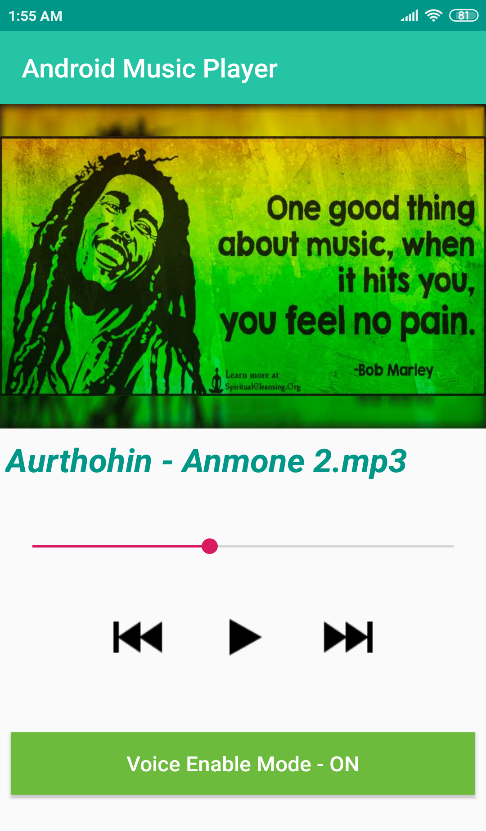 1:55 AM 81
Android Music Player
One good thing
about music, when
it hits you,
you feel no pain.
-Bob Marley
Learn more at
SpiritualCleansing.Org
Aurthohin - Anmone 2.mp3
Voice Enable Mode - ON